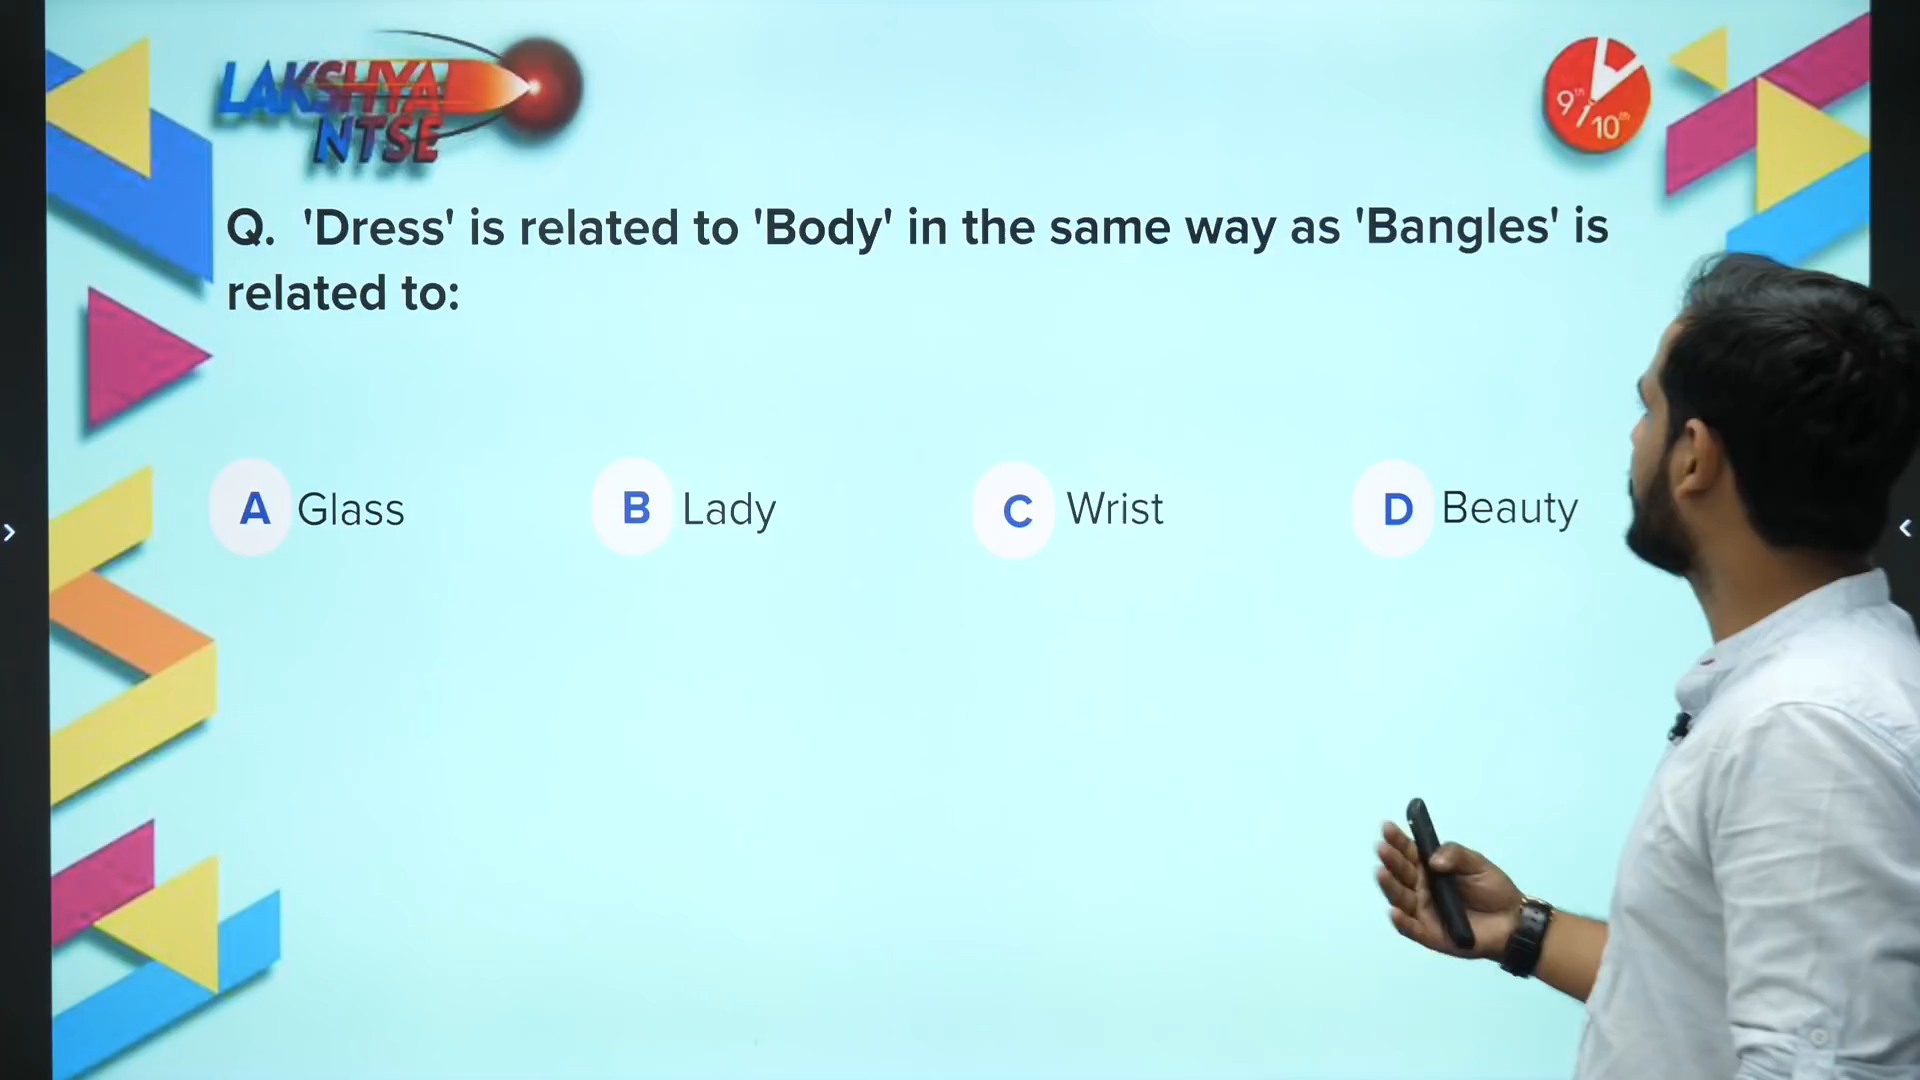 LAKSHYA
NTSE
9th/10th
Q. 'Dress' is related to 'Body' in the same way as 'Bangles' is
related to:
A Glass
B Lady
C Wrist
D Beauty